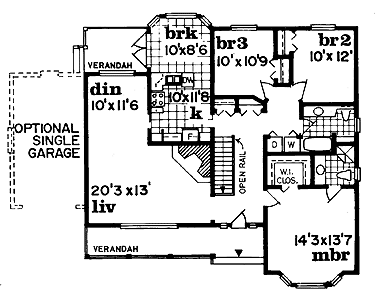 brk
10'x8'6
br3
10' x 10'9
br2
10' x 12'
VERANDAH
din
10'x11'6
DW
10'x11'8
k
F
OPTIONAL
SINGLE
GARAGE
D W
OPEN RAIL
W.I.
CLOS.
20'3 x 13'
liv
14'3x13'7
mbr
VERANDAH